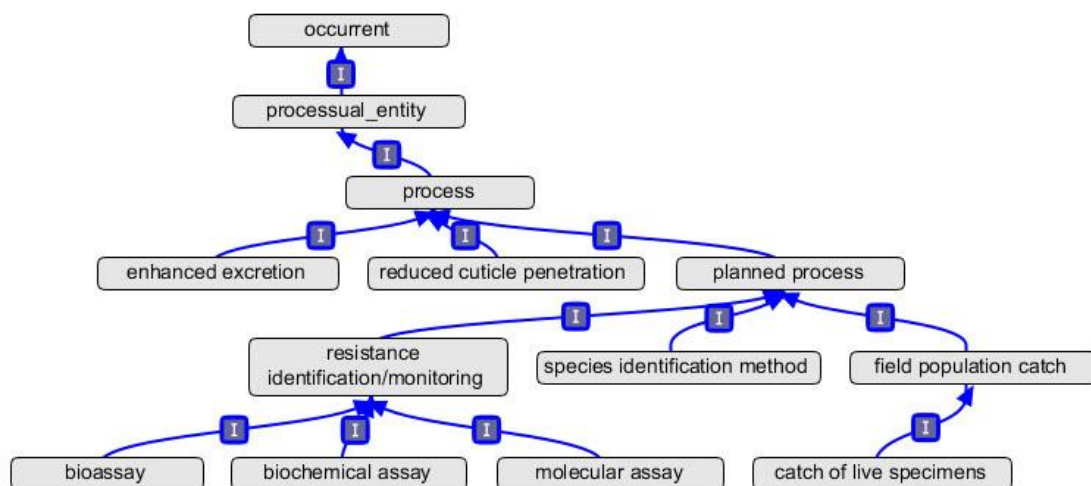 occurrent
I
processual_entity
I
process
I I I
enhanced excretion reduced cuticle penetration planned process
I I I
resistance
identification/monitoring
species identification method field population catch
I I I I
bioassay biochemical assay molecular assay catch of live specimens